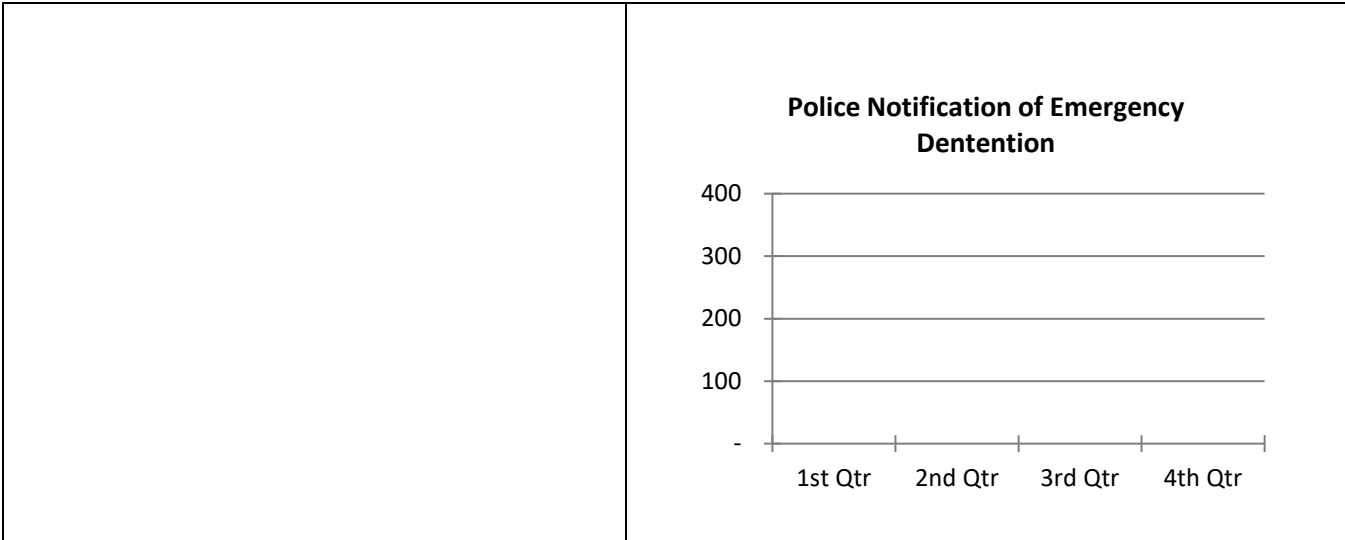 Police Notification of Emergency
Dentention
400
300
200
100
-
1st Qtr 2nd Qtr 3rd Qtr 4th Qtr